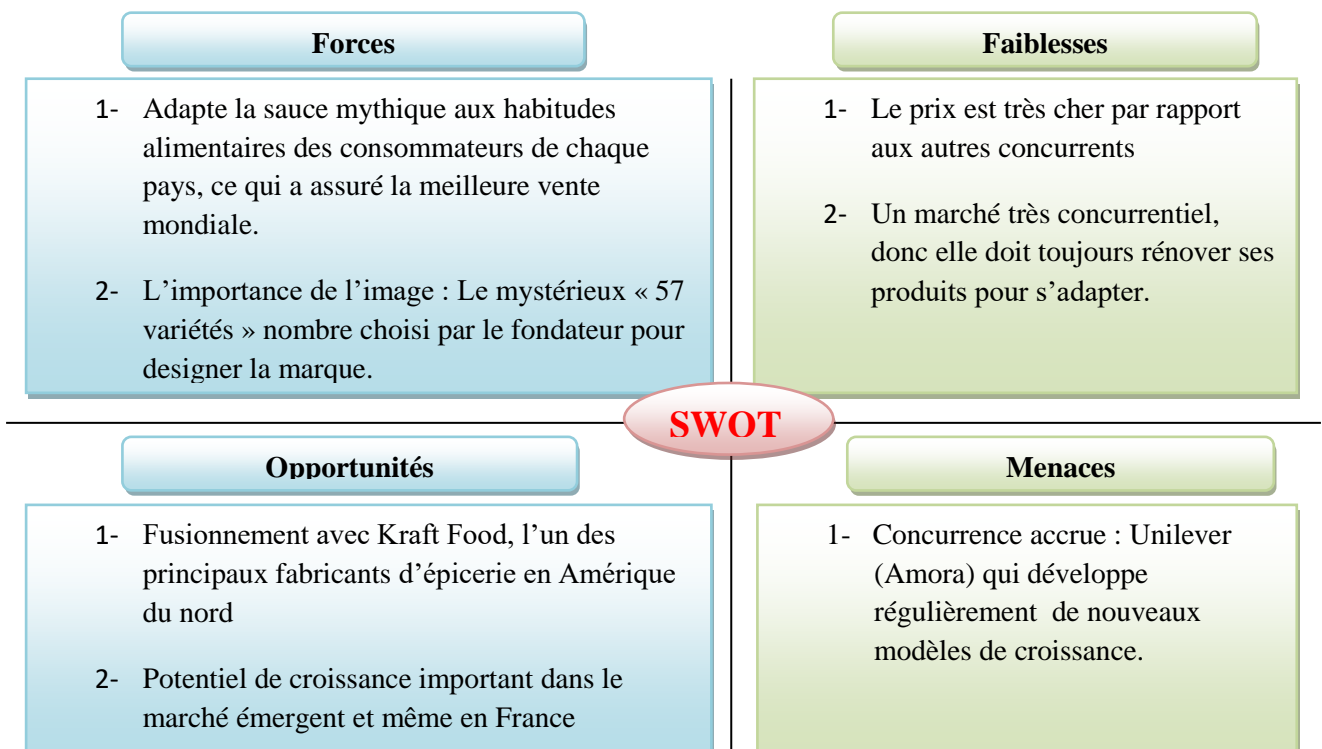 Forces
1- Adapte la sauce mythique aux habitudes
alimentaires des consommateurs de chaque
pays, ce qui a assuré la meilleure vente
mondiale.
2- L’importance de l’image : Le mystérieux « 57
variétés » nombre choisi par le fondateur pour
designer la marque.
Faiblesses
1- Le prix est très cher par rapport
aux autres concurrents
2- Un marché très concurrentiel,
donc elle doit toujours rénover ses
produits pour s’adapter.
SWOT
Opportunités
1- Fusionnement avec Kraft Food, l’un des
principaux fabricants d’épicerie en Amérique
du nord
2- Potentiel de croissance important dans le
marché émergent et même en France
Menaces
1- Concurrence accrue : Unilever
(Amora) qui développe
régulièrement de nouveaux
modèles de croissance.